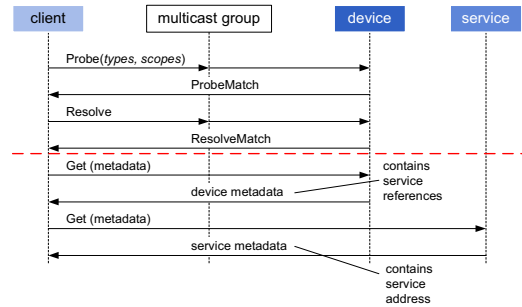 client
multicast group
device
service
Probe(types, scopes)
ProbeMatch
Resolve
ResolveMatch
Get (metadata)
contains
service
references
device metadata
Get (metadata)
service metadata
contains
service
address